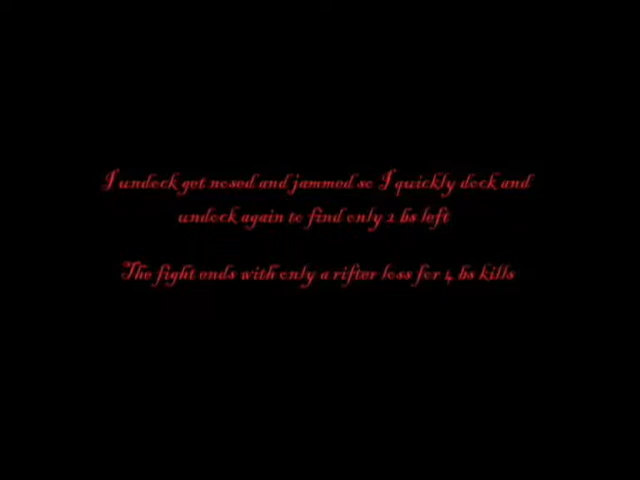 I undock get nosed and jammed so I quickly dock and
undock again to find only 2 bs left
The fight ends with only a rifter loss for 4 bs kills